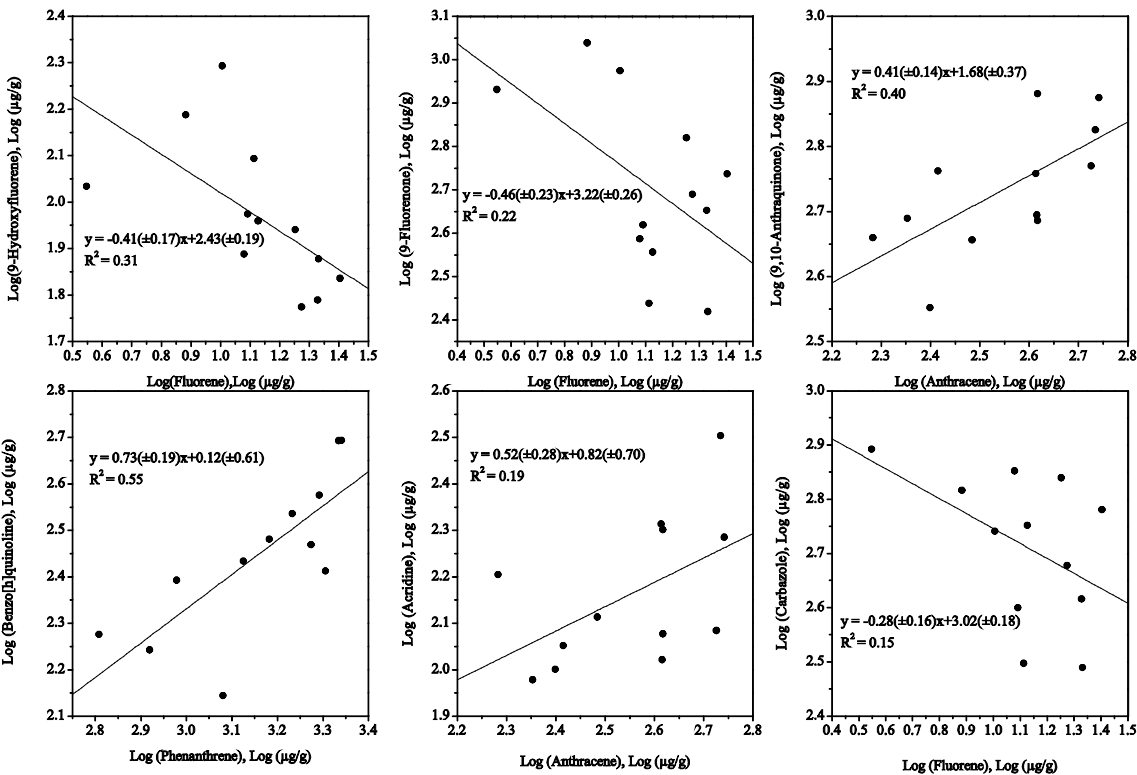 2.4
2.3
2.2
2.1
2.0
1.9
1.8
1.7
0.5 0.6 0.7 0.8 0.9 1.0 1.1 1.2 1.3 1.4 1.5
Log(9-Hydroxyfluorene), Log (µg/g)
Log(Fluorene),Log (µg/g)
y = -0.41(±0.17)x+2.43(±0.19)
R² = 0.31
3.1
3.0
2.9
2.8
2.7
2.6
2.5
2.4
0.4 0.5 0.6 0.7 0.8 0.9 1.0 1.1 1.2 1.3 1.4 1.5
Log (9-Fluorenone), Log (µg/g)
Log (Fluorene), Log (µg/g)
y = -0.46(±0.23)x+3.22(±0.26)
R² = 0.22
3.0
2.9
2.8
2.7
2.6
2.5
2.2 2.3 2.4 2.5 2.6 2.7 2.8
Log (9,10-Anthraquinone), Log (µg/g)
Log (Anthracene), Log (µg/g)
y = 0.41(±0.14)x+1.68(±0.37)
R² = 0.40
2.8
2.7
2.6
2.5
2.4
2.3
2.2
2.1
2.8 2.9 3.0 3.1 3.2 3.3 3.4
Log (Benzo[h]quinoline), Log (µg/g)
Log (Phenanthrene), Log (µg/g)
y = 0.73(±0.19)x+0.12(±0.61)
R² = 0.55
2.6
2.5
2.4
2.3
2.2
2.1
2.0
1.9
2.2 2.3 2.4 2.5 2.6 2.7 2.8
Log (Acridine), Log (µg/g)
Log (Anthracene), Log (µg/g)
y = 0.52(±0.28)x+0.82(±0.70)
R² = 0.19
3.0
2.9
2.8
2.7
2.6
2.5
2.4
0.4 0.5 0.6 0.7 0.8 0.9 1.0 1.1 1.2 1.3 1.4 1.5
Log (Carbazole), Log (µg/g)
Log (Fluorene), Log (µg/g)
y = -0.28(±0.16)x+3.02(±0.18)
R² = 0.15